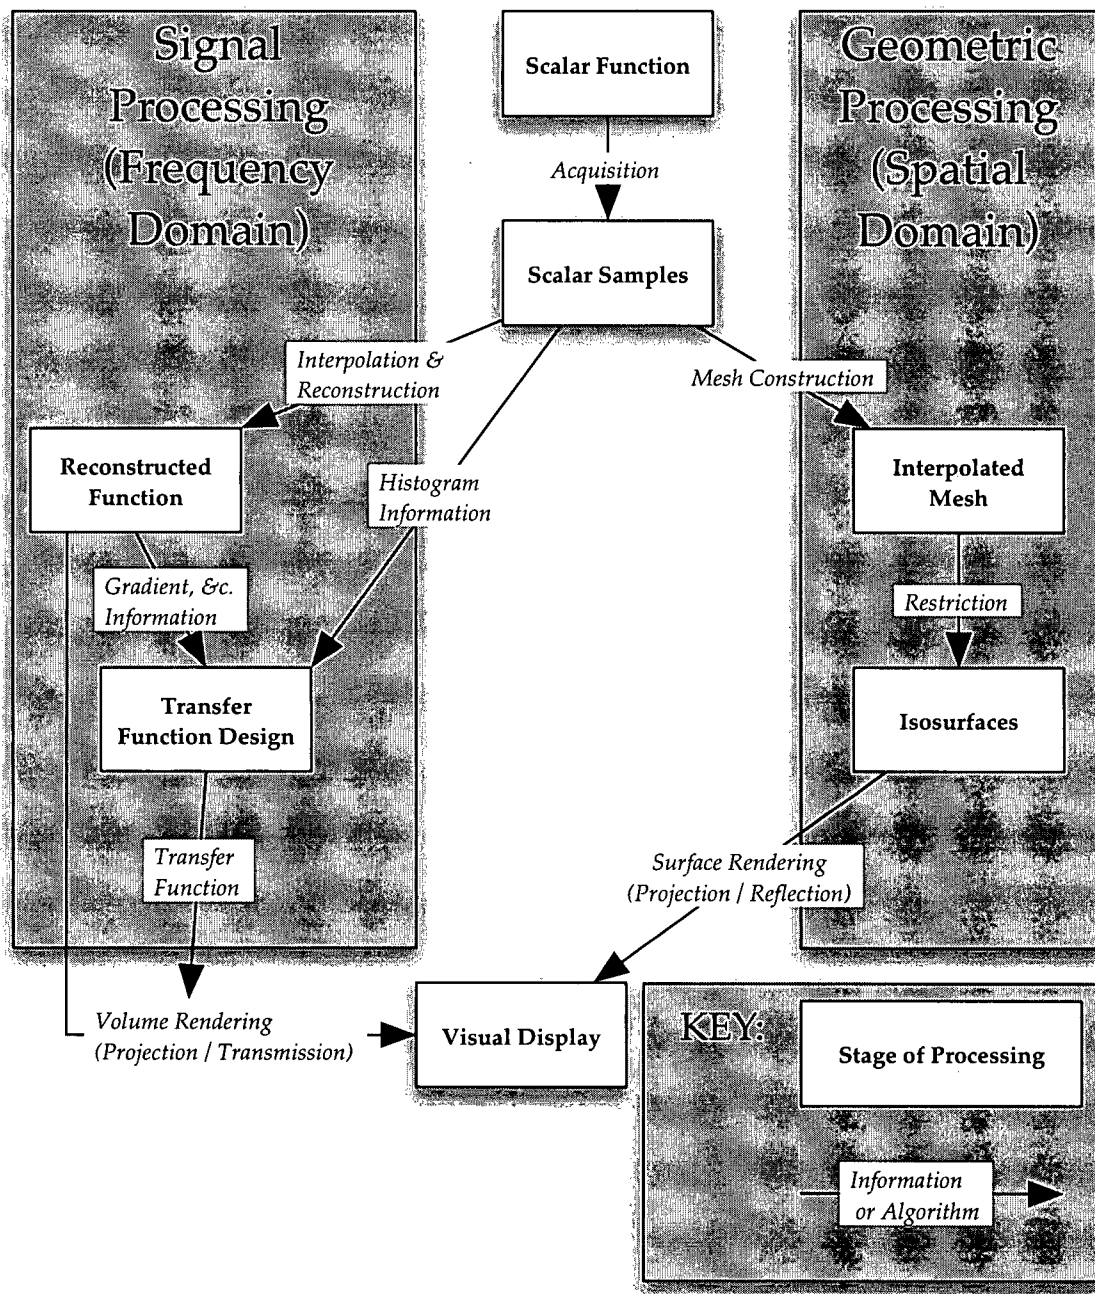 Signal
Processing
(Frequency
Domain)
Scalar Function
Geometric
Processing
(Spatial
Domain)
Acquisition
Scalar Samples
Interpolation &
Reconstruction
Mesh Construction
Reconstructed
Function
Histogram
Information
Interpolated
Mesh
Gradient, &c.
Information
Restriction
Transfer
Function Design
Isosurfaces
Transfer
Function
Surface Rendering
(Projection / Reflection)
Volume Rendering
(Projection / Transmission)
Visual Display
KEY:
Stage of Processing
Information
or Algorithm